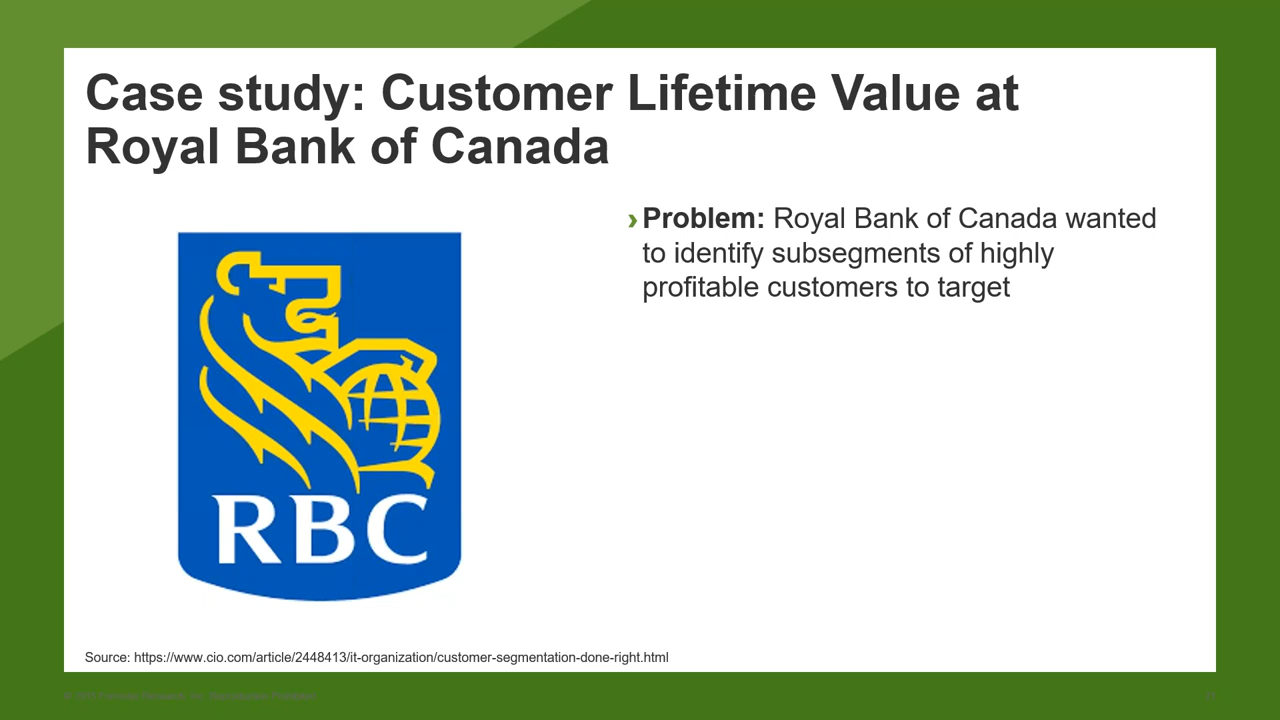 Case study: Customer Lifetime Value at
Royal Bank of Canada
› Problem: Royal Bank of Canada wanted
to identify subsegments of highly
profitable customers to target
RBC
Source: https://www.cio.com/article/2448413/it-organization/customer-segmentation-done-right.html